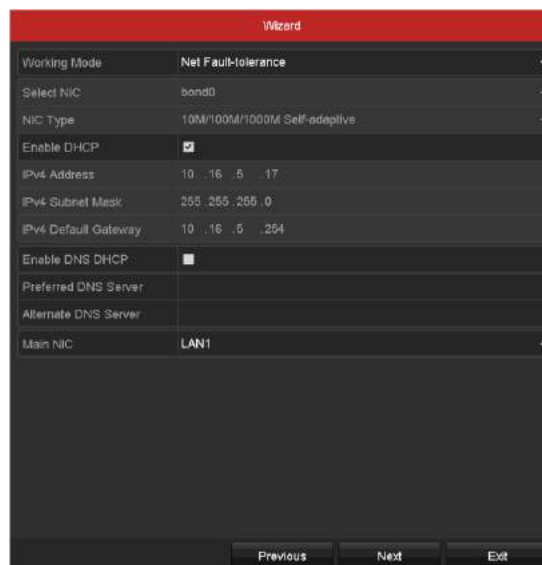 Wizard
Working Mode Net Fault-tolerance
Select NIC bond0
NIC Type 10M/100M/1000M Self-adaptive
Enable DHCP
IPv4 Address 10 .16 .5 .17
IPv4 Subnet Mask 255 .255 .255 .0
IPv4 Default Gateway 10 .16 .5 .254
Enable DNS DHCP
Preferred DNS Server
Alternate DNS Server
Main NIC LAN1
Previous Next Exit